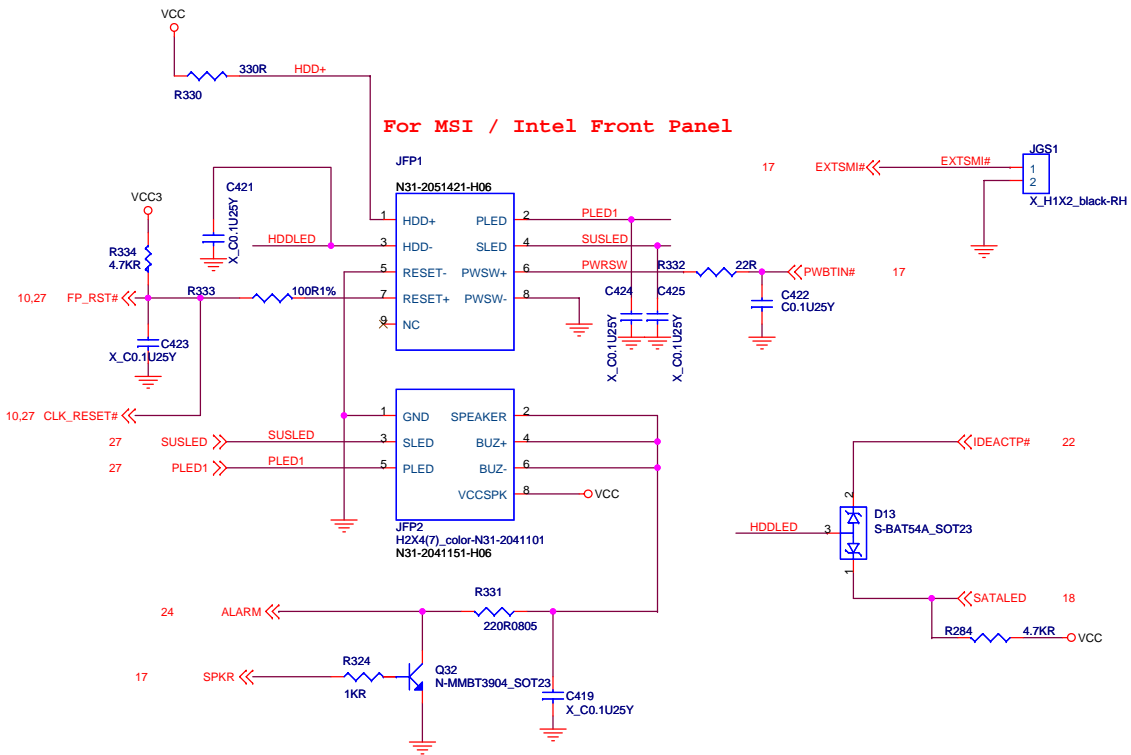 VCC
330R
HDD+
R330
For MSI / Intel Front Panel
JFP1
N31-2051421-H06
C421
X_C0.1U25Y
HDDLED
VCC3
R334
4.7KR
10,27
FP_RST#
R333
100R1%
C423
X_C0.1U25Y
10,27
CLK_RESET#
1
HDD+
PLED
2
3
HDD-
SLED
4
5
RESET-
PWSW+
6
7
RESET+
PWSW-
8
9
NC
PLED1
SUSLED
PWRSW
R332
22R
PWBTIN#
17
C424
C425
X_C0.1U25Y
X_C0.1U25Y
C422
C0.1U25Y
17
EXTSMI#
EXTSMI#
JGS1
1
2
X_H1X2_black-RH
27
SUSLED
SUSLED
27
PLED1
PLED1
1
GND
SPEAKER
2
3
SLED
BUZ+
4
5
PLED
BUZ-
6
VCCSPK
8
VCC
JFP2
H2X4(7)_color-N31-2041101
N31-2041151-H06
IDEACTP#
22
2
D13
S-BAT54A_SOT23
HDDLED
3
1
SATALED
18
R284
4.7KR
VCC
24
ALARM
R331
220R0805
17
SPKR
R324
1KR
Q32
N-MMBT3904_SOT23
C419
X_C0.1U25Y